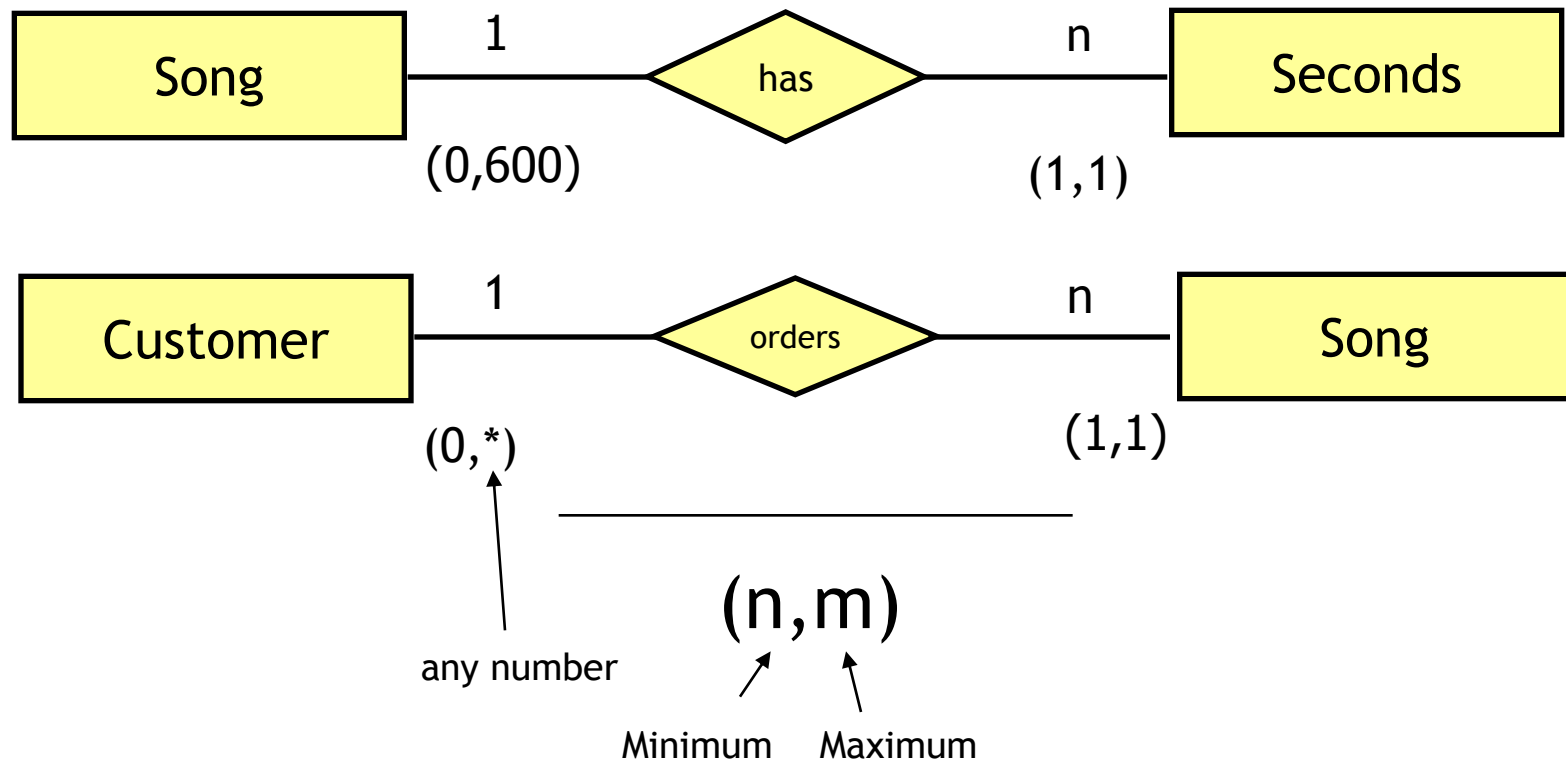 1 n
Song has Seconds
(0,600) (1,1)
1 n
Customer orders Song
(0,*) (1,1)
(n,m)
any number
Minimum Maximum